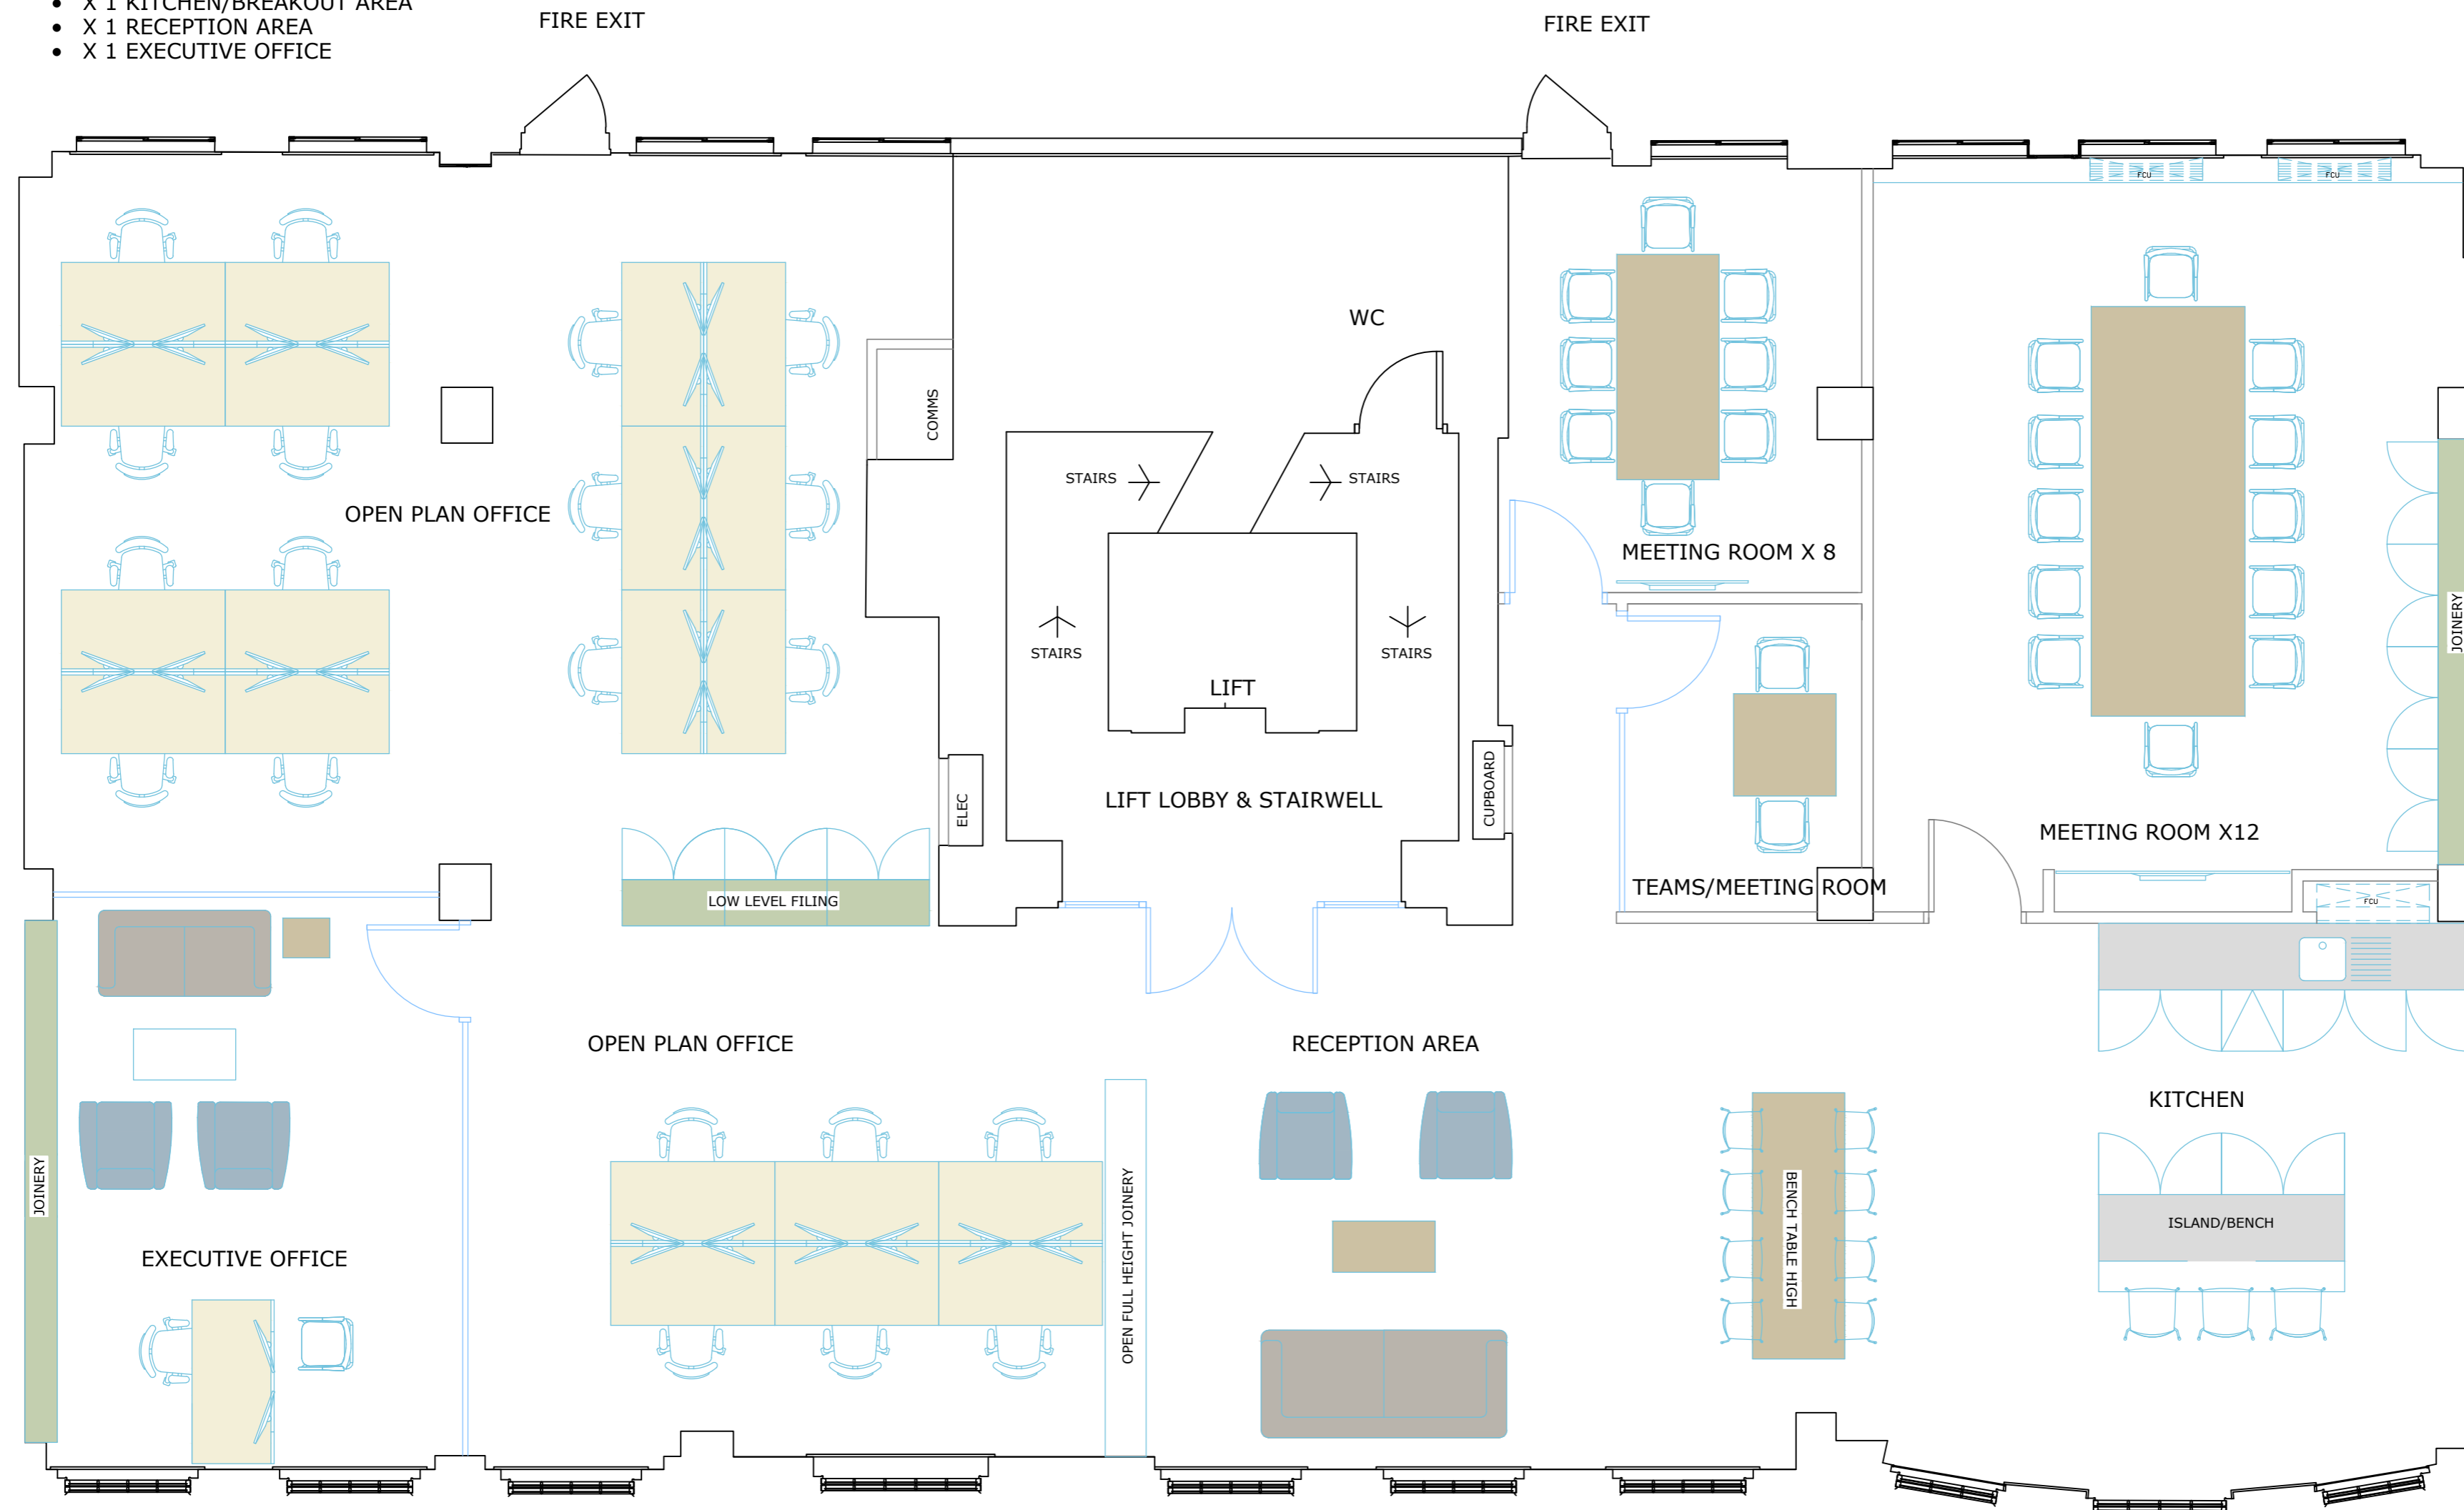 • X 1 KITCHEN/BREAKOUT AREA
• X 1 RECEPTION AREA
• X 1 EXECUTIVE OFFICE
FIRE EXIT
FIRE EXIT
FCU
FCU
WC
COMMS
STAIRS
STAIRS
OPEN PLAN OFFICE
MEETING ROOM X 8
JOINERY
STAIRS
STAIRS
LIFT
LIFT LOBBY & STAIRWELL
ELEC
CUPBOARD
MEETING ROOM X12
TEAMS/MEETING ROOM
LOW LEVEL FILING
FCU
OPEN PLAN OFFICE
RECEPTION AREA
KITCHEN
JOINERY
OPEN FULL HEIGHT JOINERY
BENCH TABLE HIGH
ISLAND/BENCH
EXECUTIVE OFFICE